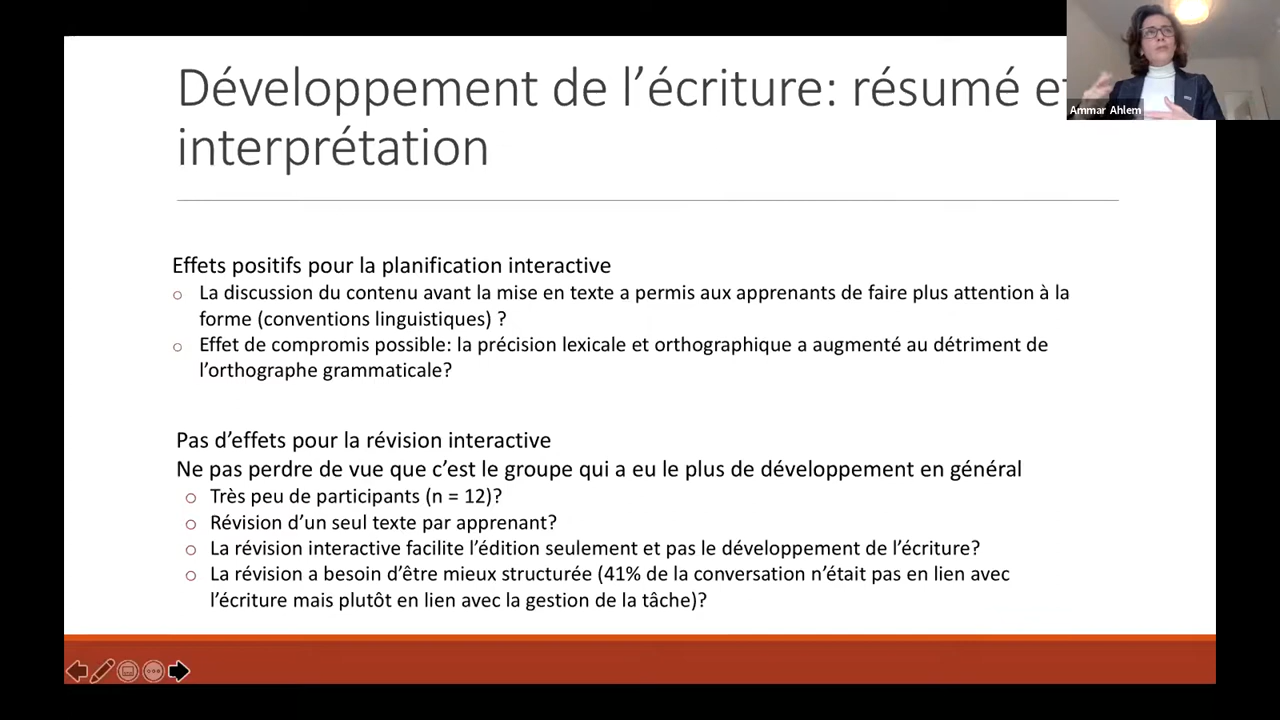 Développement de l’écriture: résumé et
interprétation
Ammar Ahlem
Effets positifs pour la planification interactive
o La discussion du contenu avant la mise en texte a permis aux apprenants de faire plus attention à la
forme (conventions linguistiques) ?
o Effet de compromis possible: la précision lexicale et orthographique a augmenté au détriment de
l’orthographe grammaticale?
Pas d’effets pour la révision interactive
Ne pas perdre de vue que c’est le groupe qui a eu le plus de développement en général
o Très peu de participants (n = 12)?
o Révision d’un seul texte par apprenant?
o La révision interactive facilite l’édition seulement et pas le développement de l’écriture?
o La révision a besoin d’être mieux structurée (41% de la conversation n’était pas en lien avec
l’écriture mais plutôt en lien avec la gestion de la tâche)?